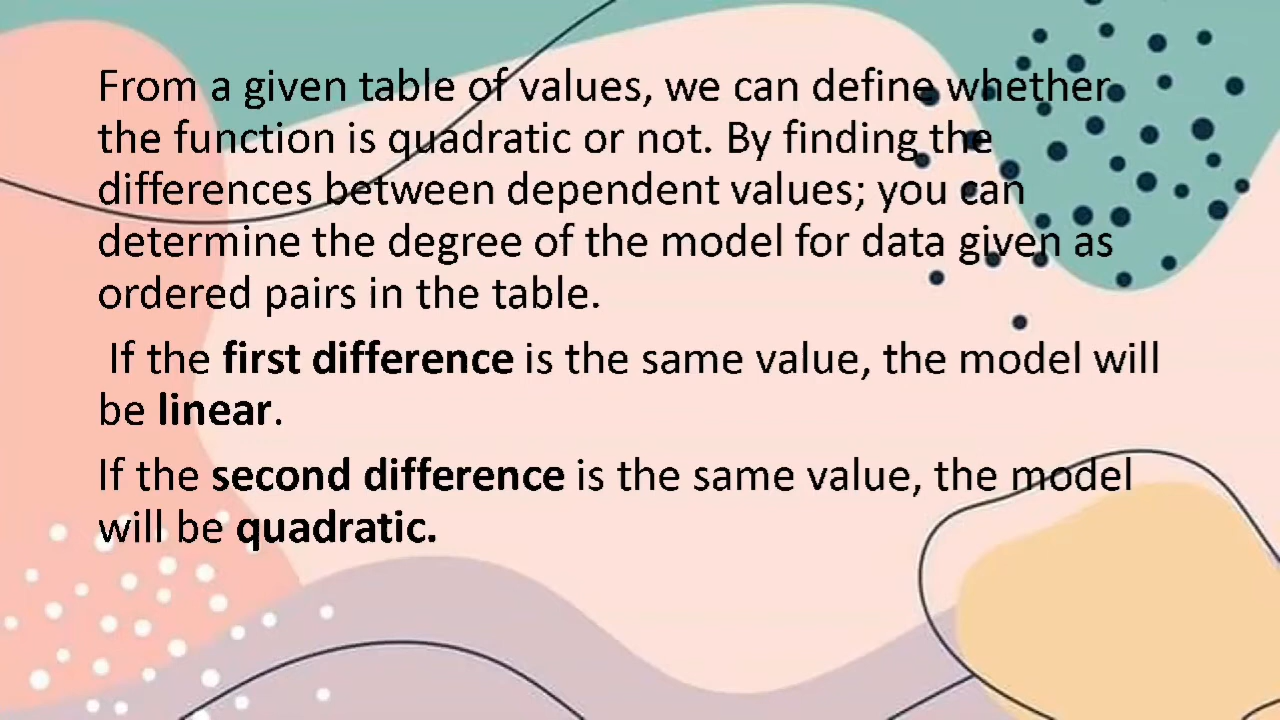 From a given table of values, we can define whether
the function is quadratic or not. By finding the
differences between dependent values; you can
determine the degree of the model for data given as
ordered pairs in the table.
If the first difference is the same value, the model will
be linear.
If the second difference is the same value, the model
will be quadratic.